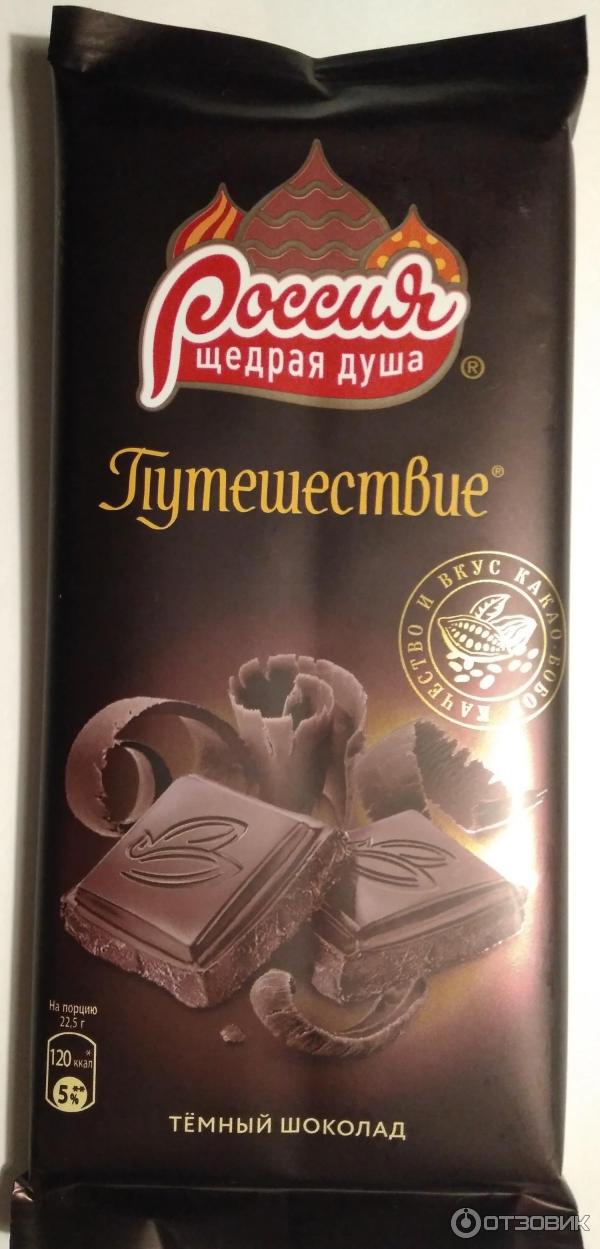 Россия
щедрая душа
®
Путешествие®
КАЧЕСТВО И ВКУС КАКАО-БОБОВ
На порцию
22,5 г
120 ккал*
5%**
ТЁМНЫЙ ШОКОЛАД
ОТЗОВИК